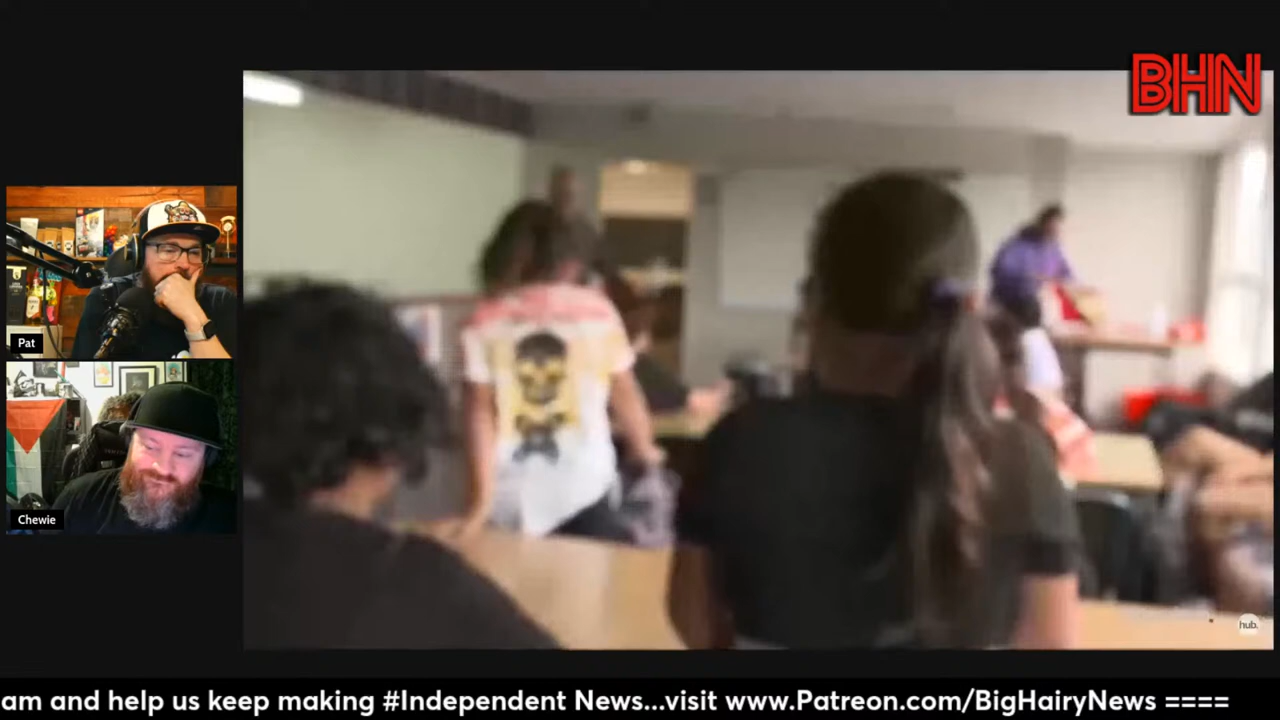 BHN
Pat
Chewie
hub.
am and help us keep making #Independent News...visit www.Patreon.com/BigHairyNews ====